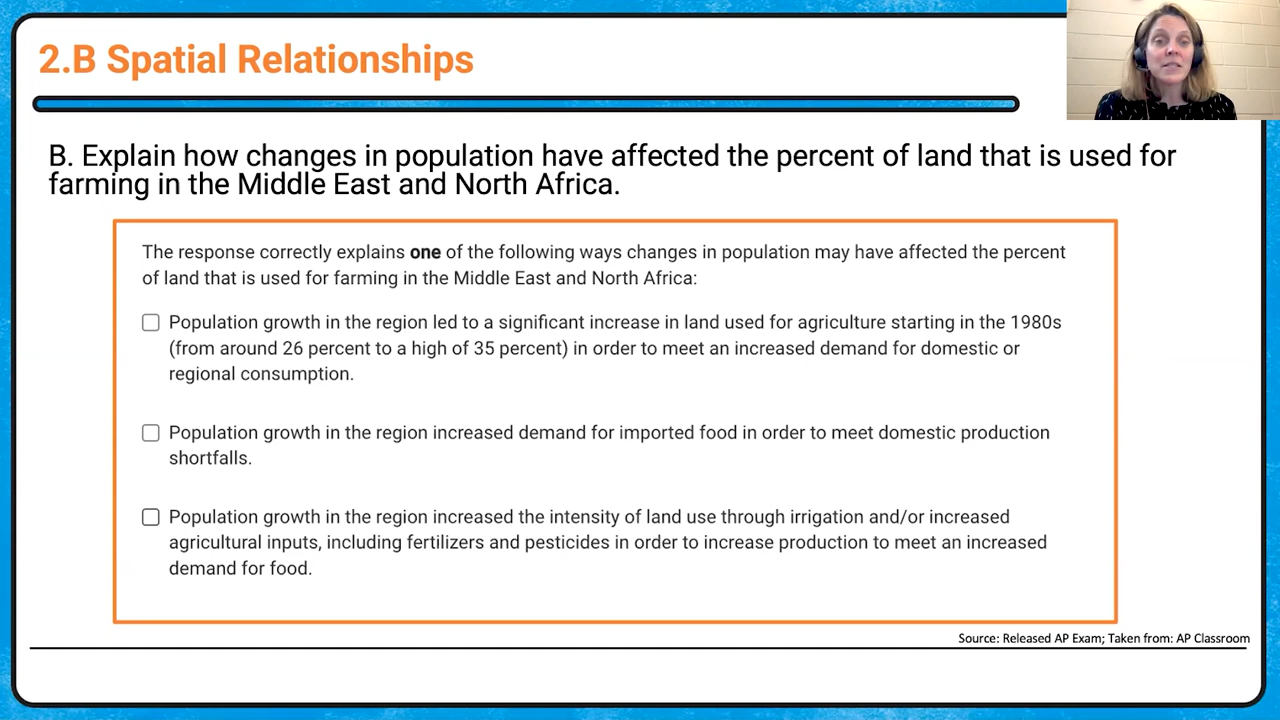 2.B Spatial Relationships
B. Explain how changes in population have affected the percent of land that is used for
farming in the Middle East and North Africa.
The response correctly explains one of the following ways changes in population may have affected the percent
of land that is used for farming in the Middle East and North Africa:
Population growth in the region led to a significant increase in land used for agriculture starting in the 1980s
(from around 26 percent to a high of 35 percent) in order to meet an increased demand for domestic or
regional consumption.
Population growth in the region increased demand for imported food in order to meet domestic production
shortfalls.
Population growth in the region increased the intensity of land use through irrigation and/or increased
agricultural inputs, including fertilizers and pesticides in order to increase production to meet an increased
demand for food.
Source: Released AP Exam; Taken from: AP Classroom